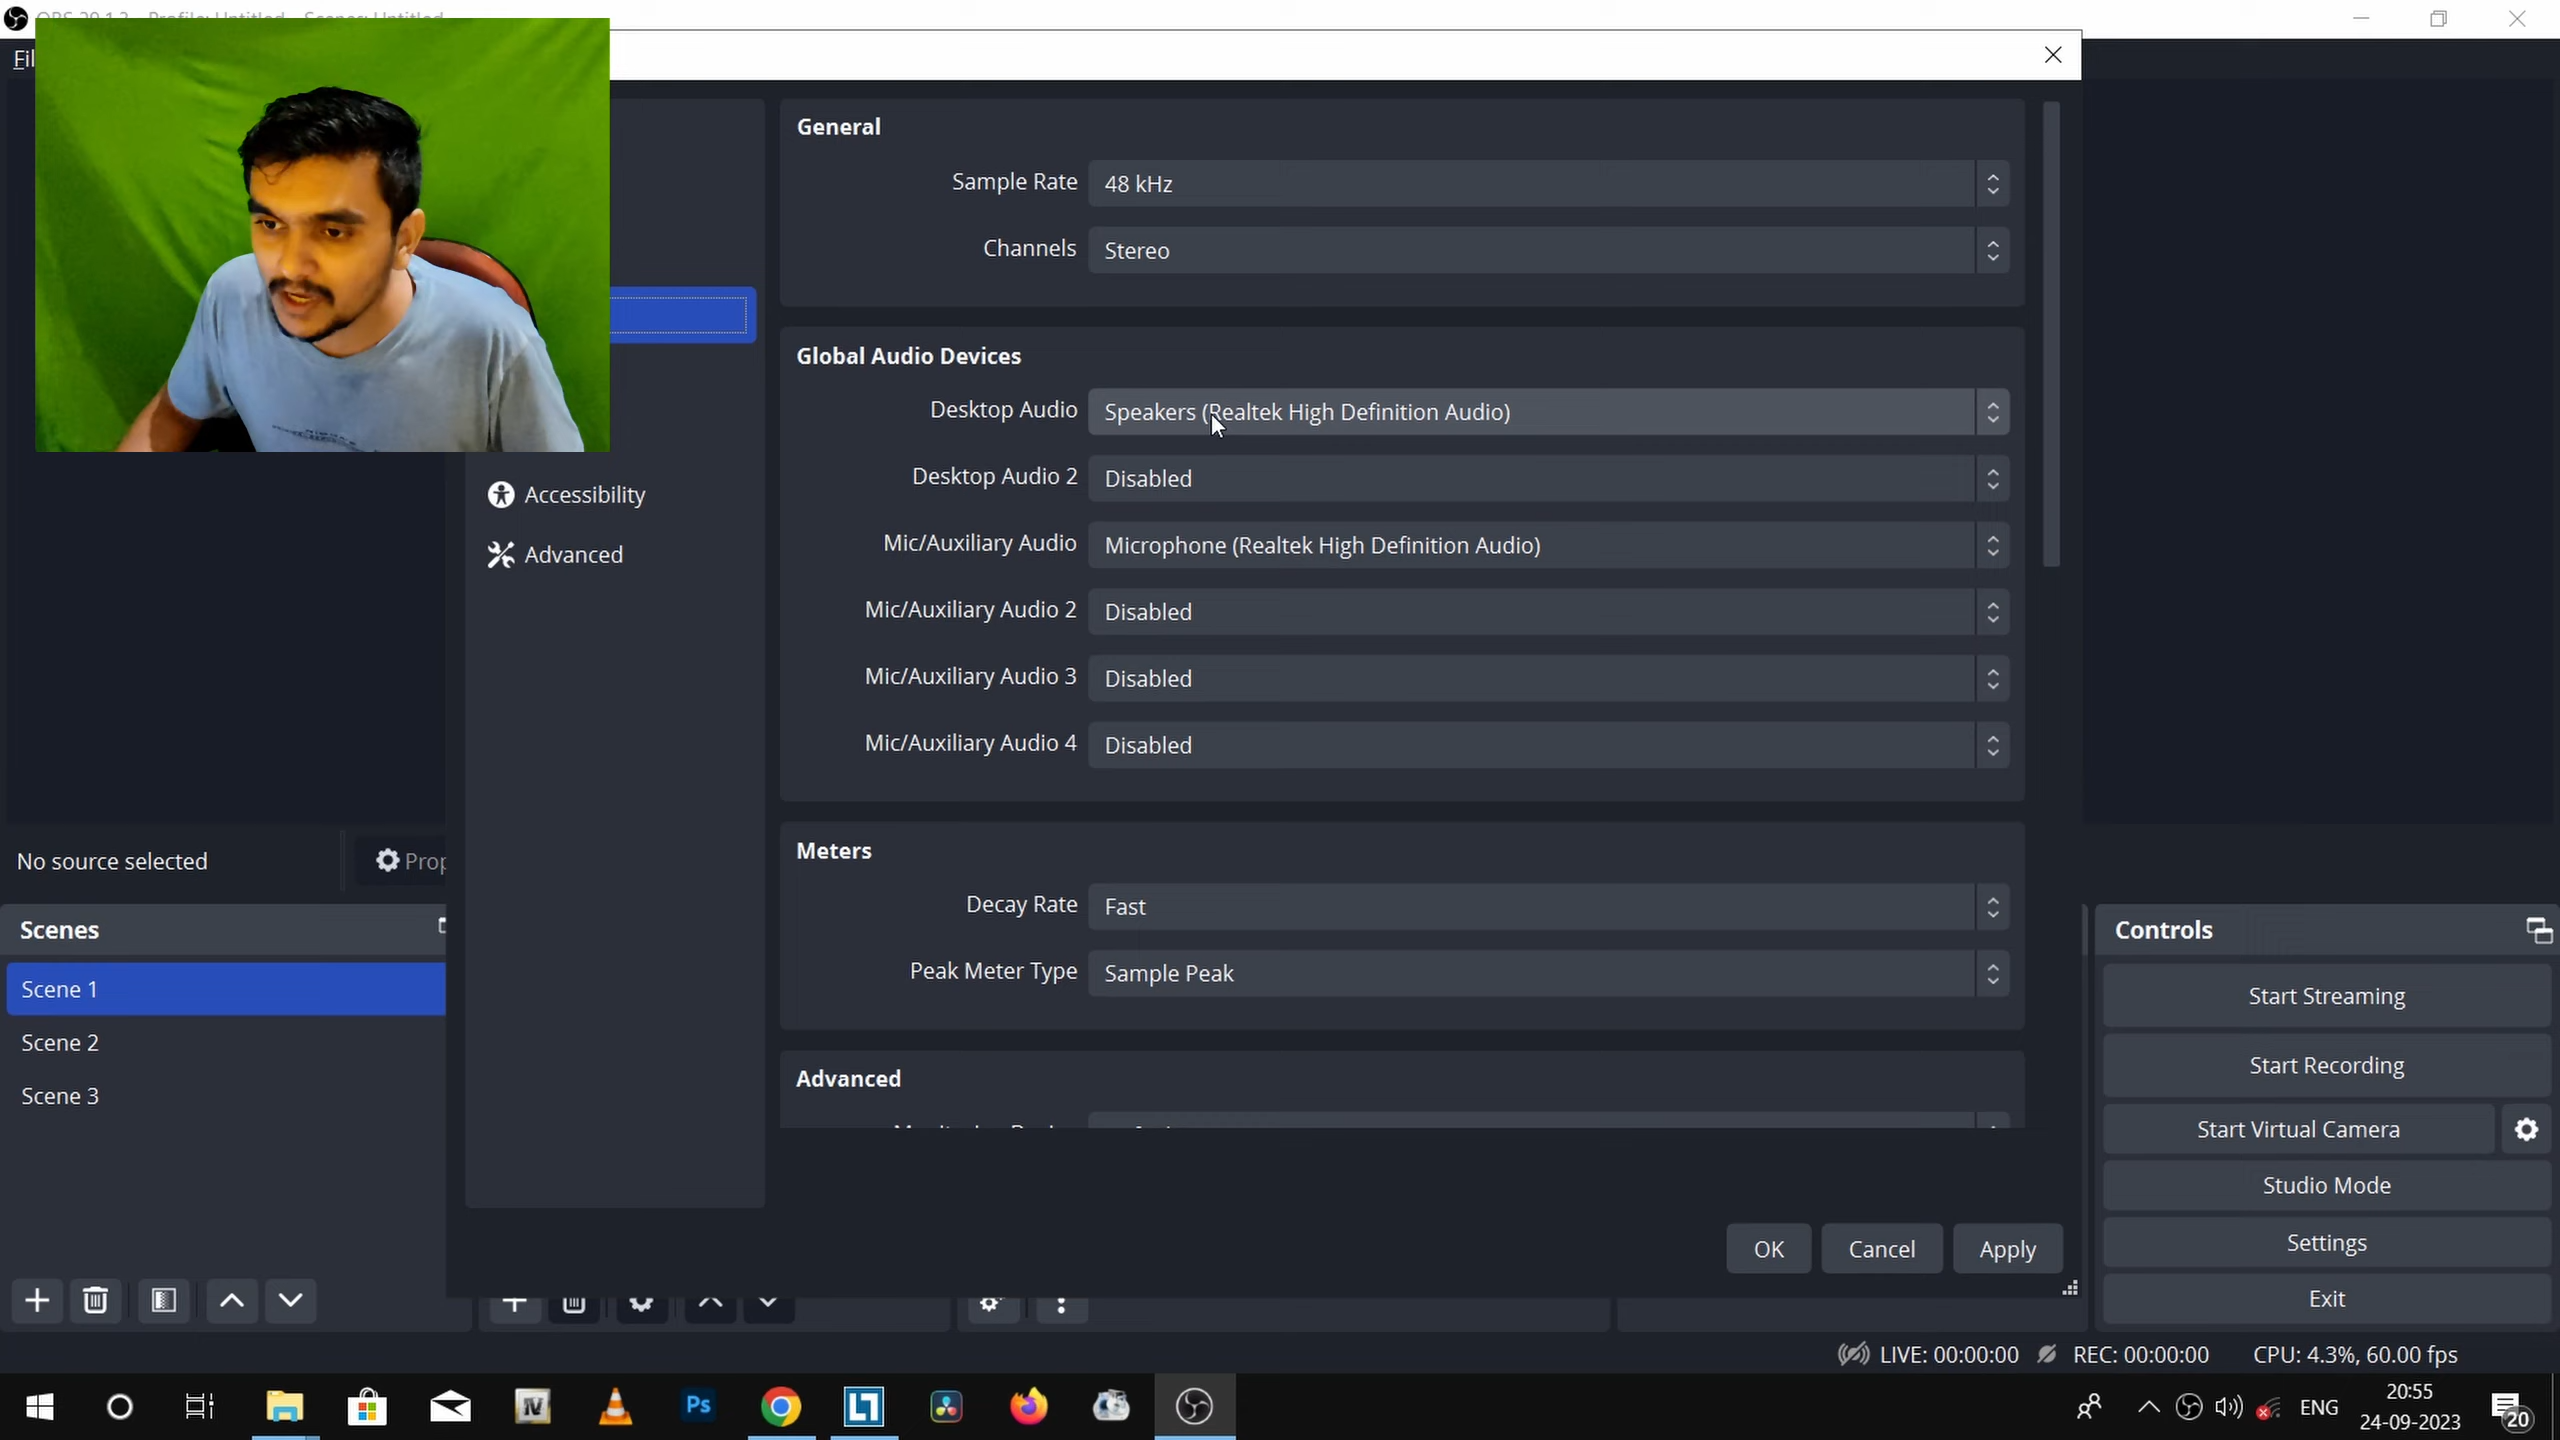 General
Sample Rate
48 kHz
Channels
Stereo
Global Audio Devices
Desktop Audio
Speakers (Realtek High Definition Audio)
Desktop Audio 2
Disabled
Mic/Auxiliary Audio
Microphone (Realtek High Definition Audio)
Mic/Auxiliary Audio 2
Disabled
Mic/Auxiliary Audio 3
Disabled
Mic/Auxiliary Audio 4
Disabled
Meters
Decay Rate
Fast
Peak Meter Type
Sample Peak
Advanced
Accessibility
Advanced
OK
Cancel
Apply
No source selected
Scenes
Scene 1
Scene 2
Scene 3
Controls
Start Streaming
Start Recording
Start Virtual Camera
Studio Mode
Settings
Exit
LIVE: 00:00:00
REC: 00:00:00
CPU: 4.3%, 60.00 fps
Ps
ENG
20:55
24-09-2023
20